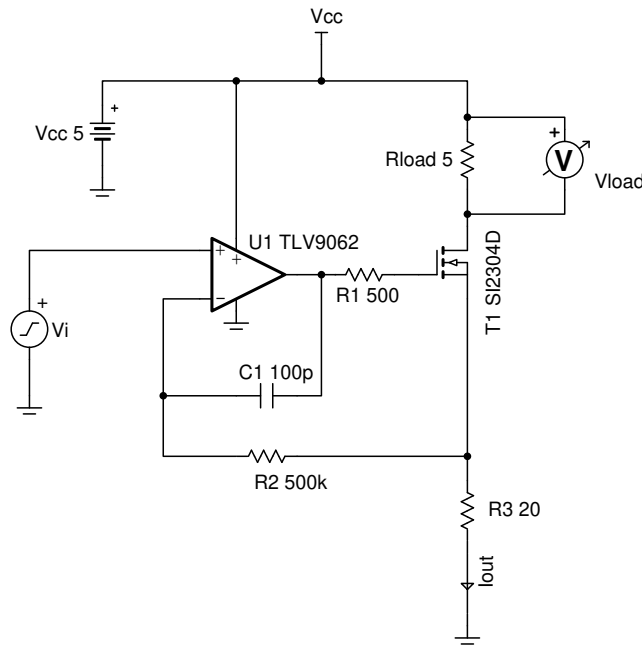 Vcc
Vcc 5
+
Rload 5
+
V
Vload
U1 TLV9062
+
+
−
R1 500
T1 SI2304D
+
Vi
C1 100p
R2 500k
R3 20
Iout